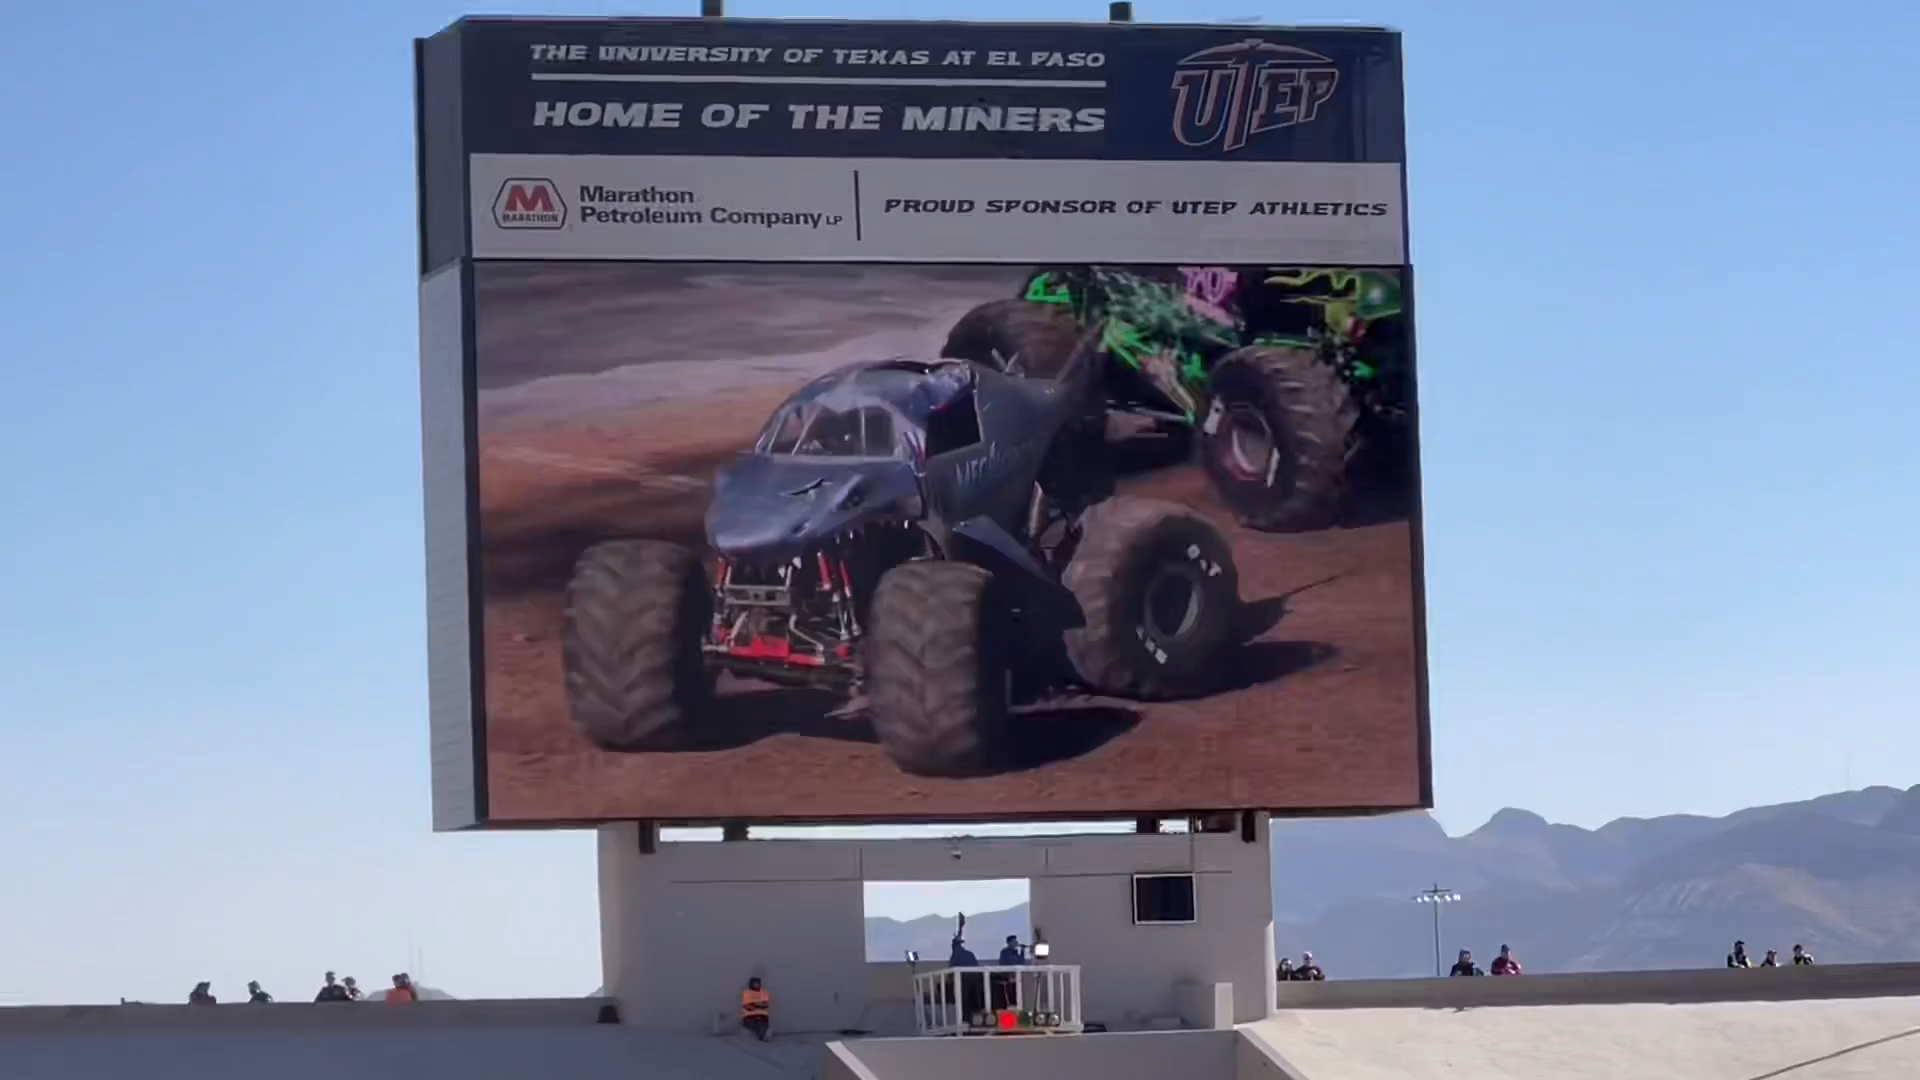 THE UNIVERSITY OF TEXAS AT EL PASO
HOME OF THE MINERS
UTEP
M
MARATHON
Marathon
Petroleum Company LP
PROUD SPONSOR OF UTEP ATHLETICS